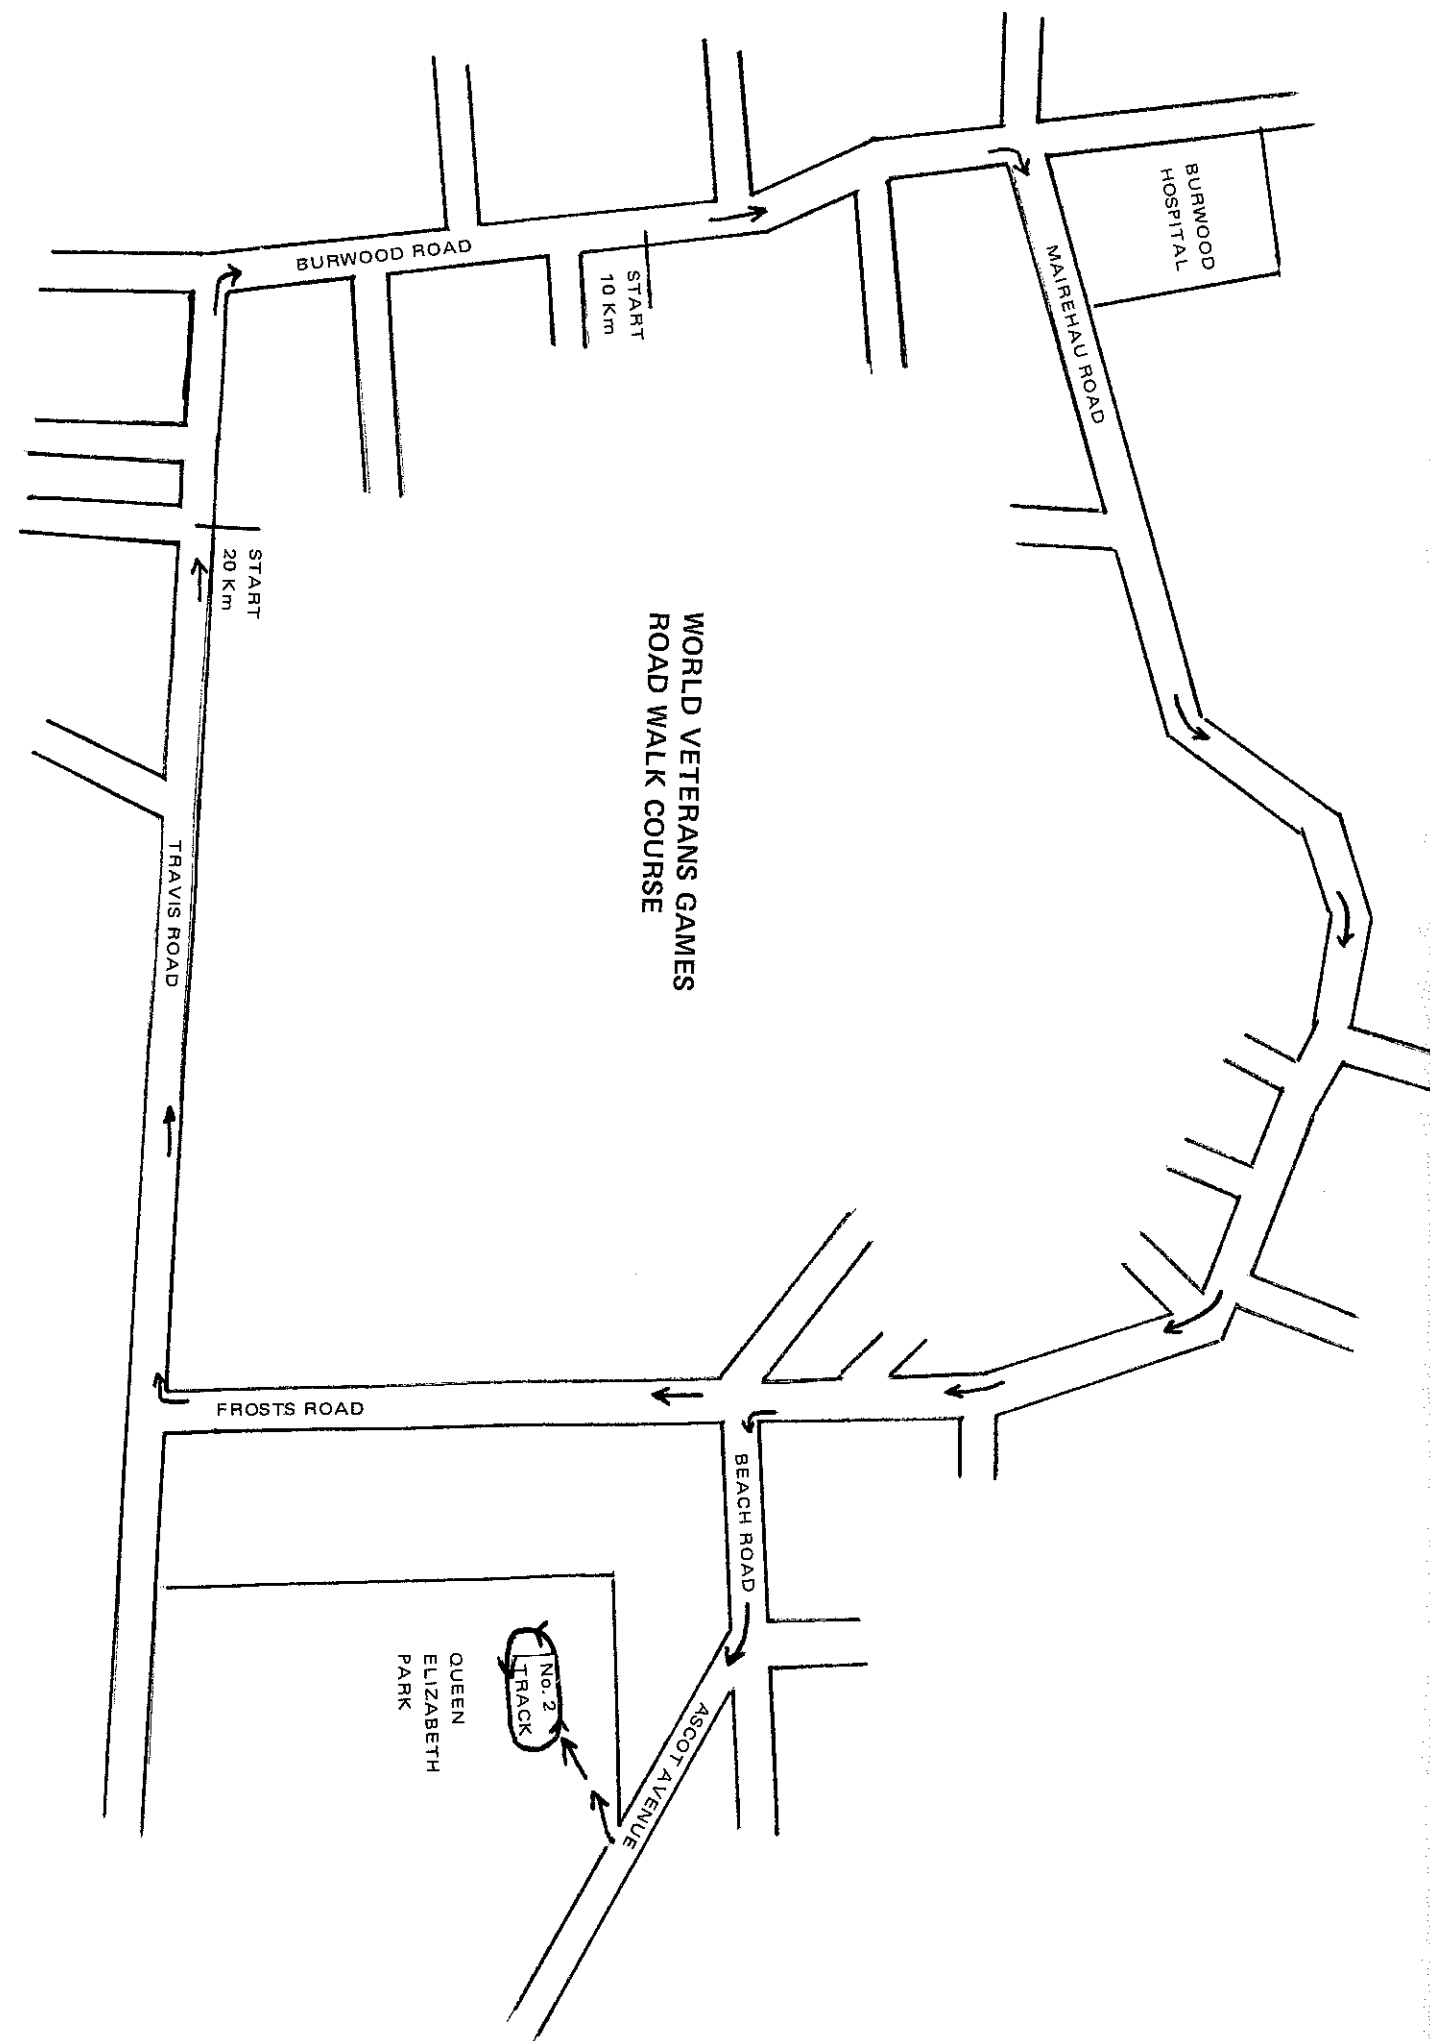 WORLD VETERANS GAMES
ROAD WALK COURSE
BURWOOD
HOSPITAL
MAIREHAU ROAD
BURWOOD ROAD
START
10 Km
START
20 Km
TRAVIS ROAD
FROSTS ROAD
BEACH ROAD
ASCOT AVENUE
No. 2
TRACK
QUEEN
ELIZABETH
PARK